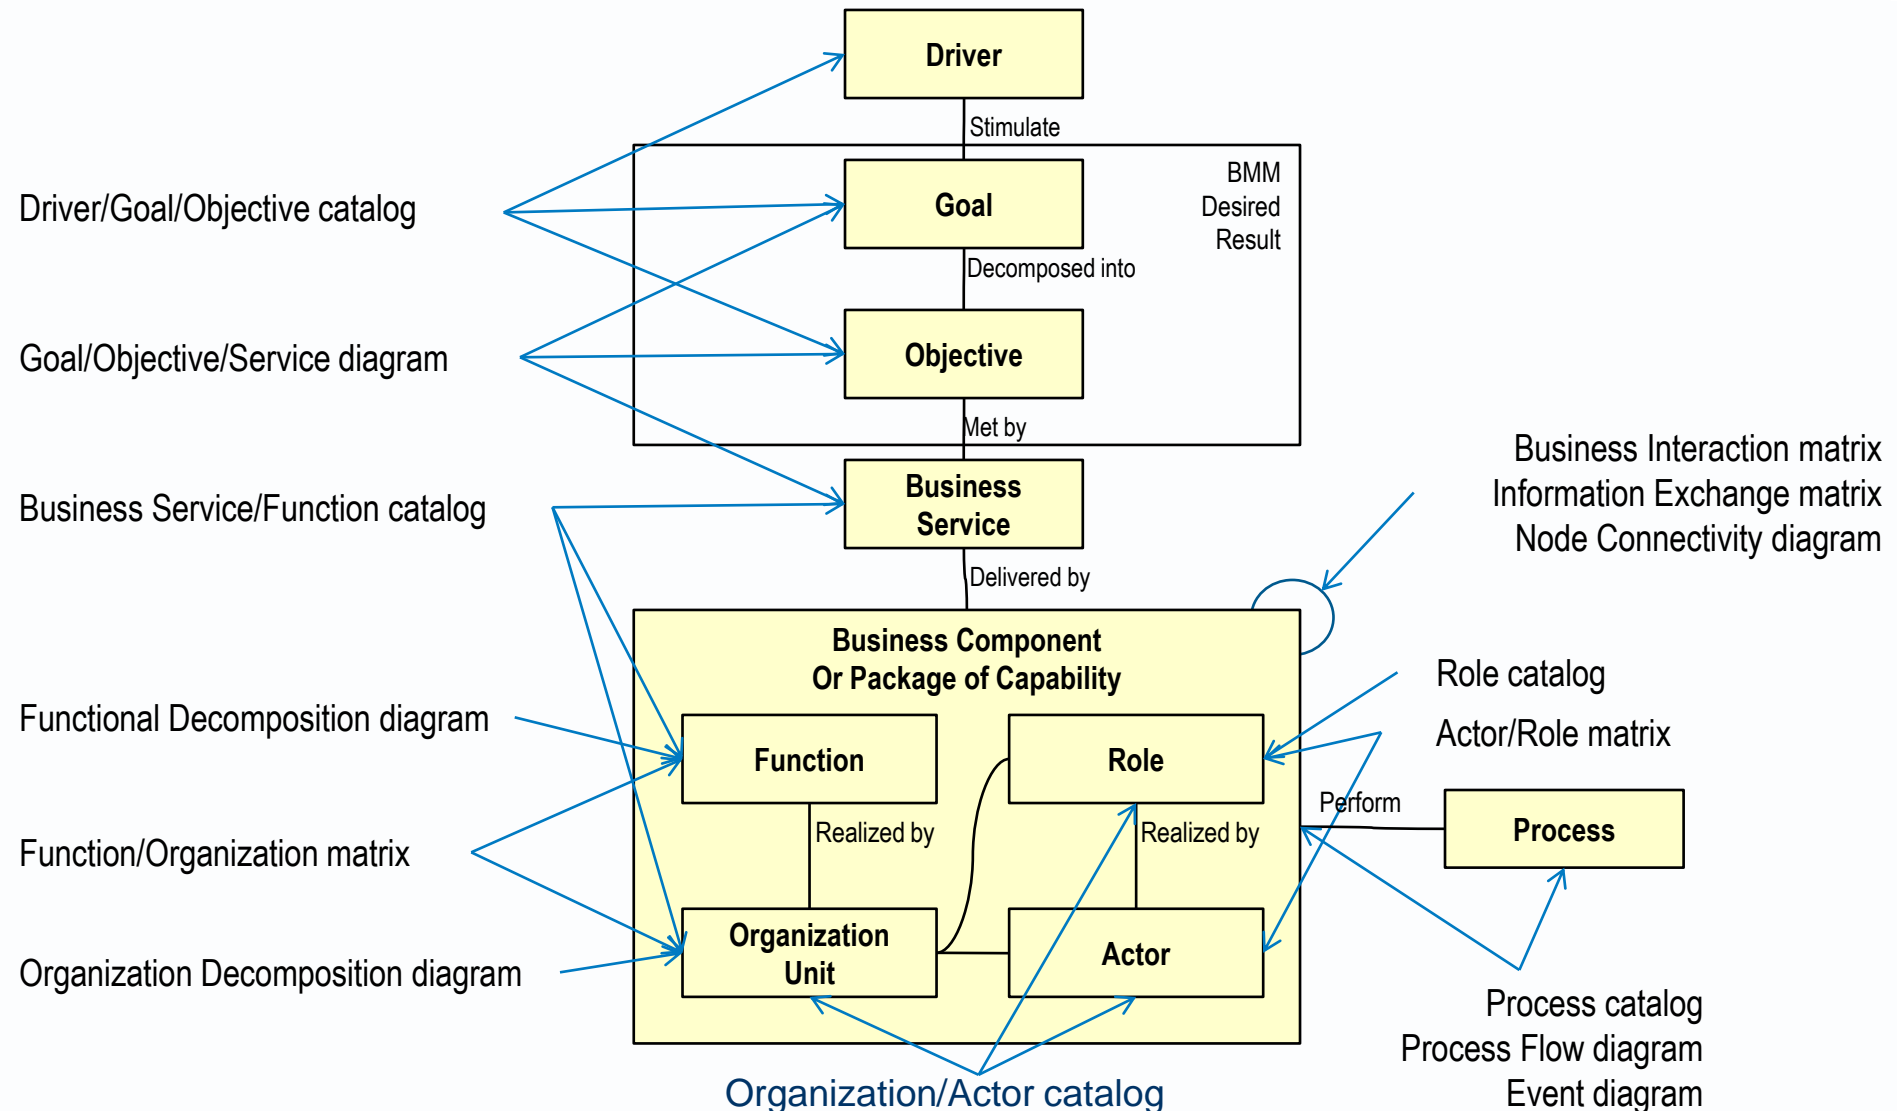 Driver
Stimulate
BMM
Desired
Result
Goal
Driver/Goal/Objective catalog
Decomposed into
Objective
Goal/Objective/Service diagram
Met by
Business Interaction matrix
Information Exchange matrix
Node Connectivity diagram
Business
Service
Business Service/Function catalog
Delivered by
Business Component
Or Package of Capability
Role catalog
Functional Decomposition diagram
Actor/Role matrix
Function
Role
Perform
Process
Realized by
Realized by
Function/Organization matrix
Organization
Unit
Actor
Organization Decomposition diagram
Process catalog
Process Flow diagram
Event diagram
Organization/Actor catalog